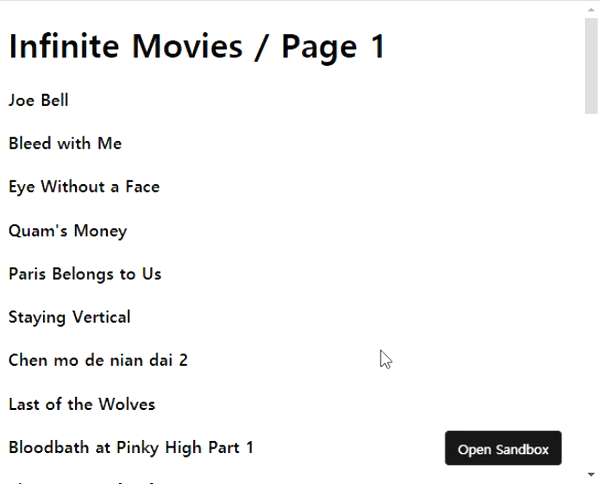 Infinite Movies / Page 1
Joe Bell
Bleed with Me
Eye Without a Face
Quam's Money
Paris Belongs to Us
Staying Vertical
Chen mo de nian dai 2
Last of the Wolves
Bloodbath at Pinky High Part 1
Open Sandbox